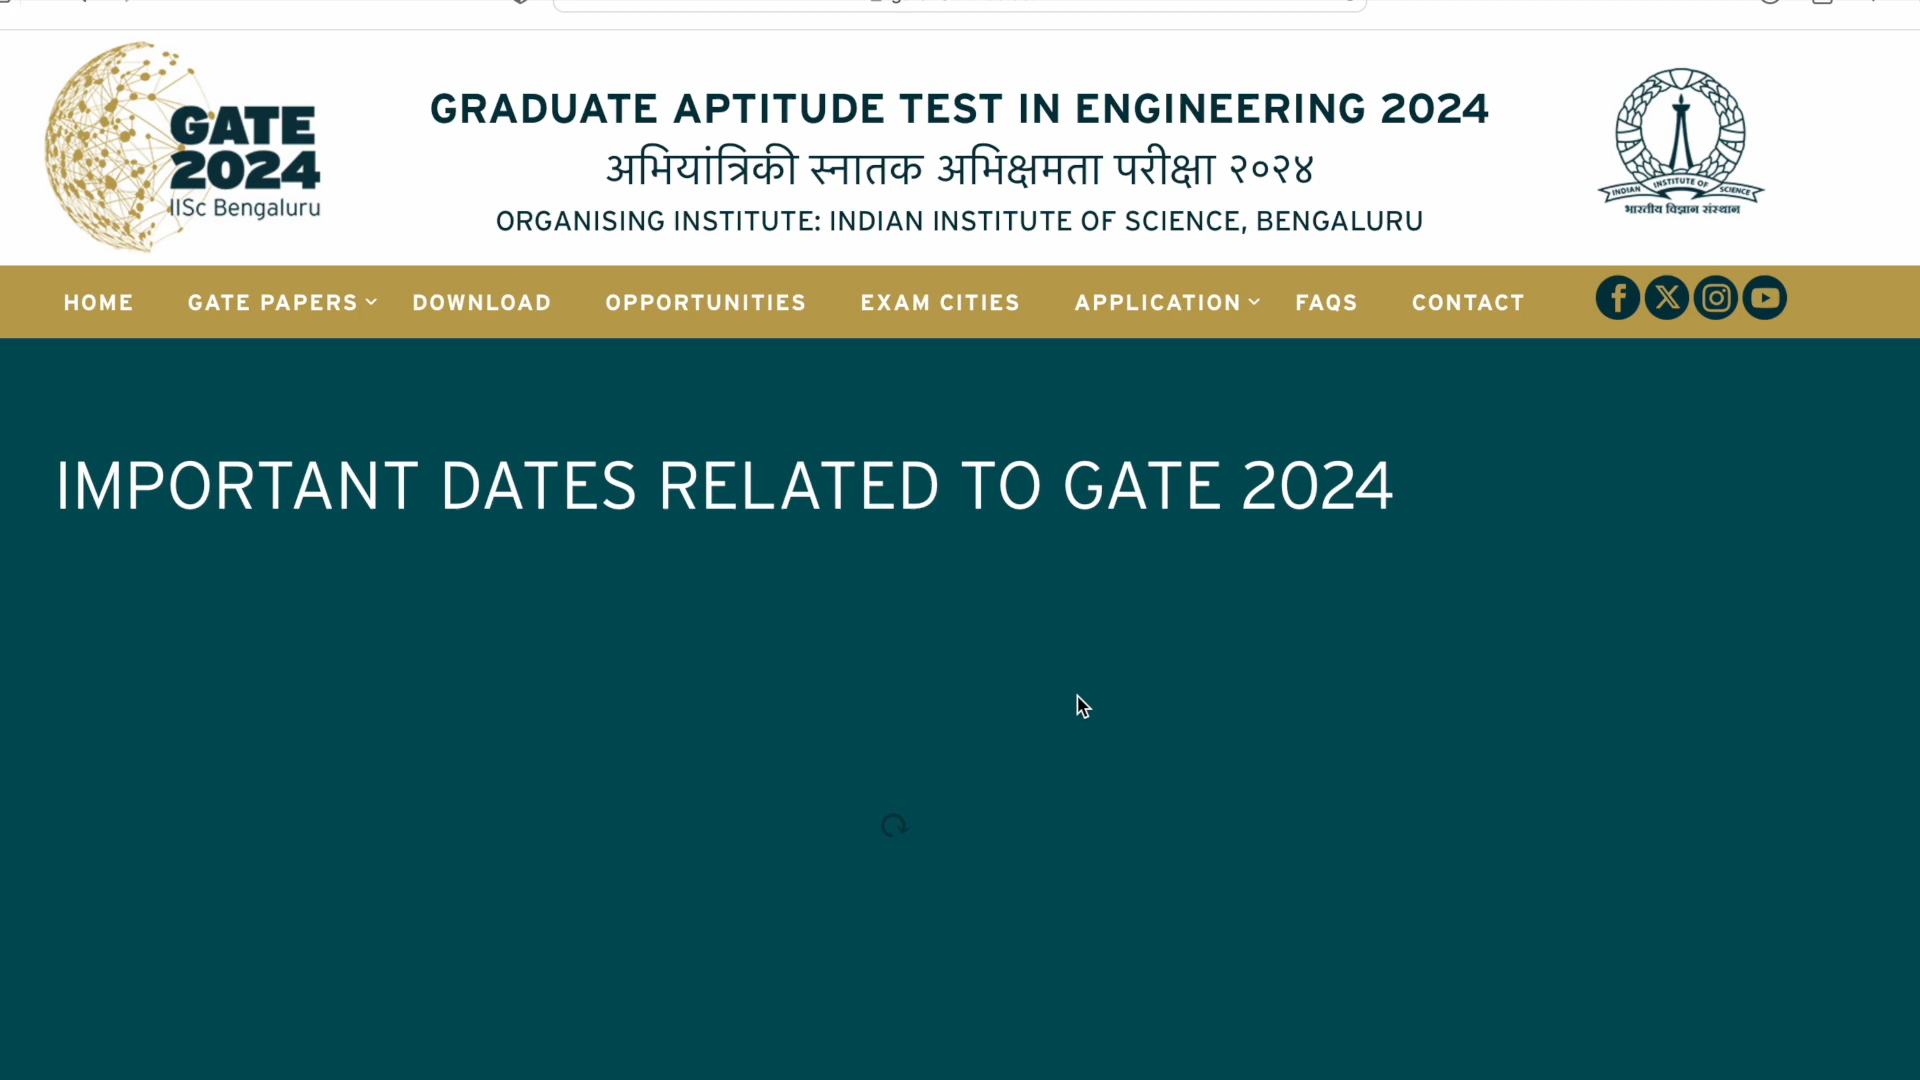 GATE
2024
IISc Bengaluru
GRADUATE APTITUDE TEST IN ENGINEERING 2024
अभियांत्रिकी स्नातक अभिक्षमता परीक्षा २०२४
ORGANISING INSTITUTE: INDIAN INSTITUTE OF SCIENCE, BENGALURU
INDIAN INSTITUTE OF SCIENCE
भारतीय विज्ञान संस्थान
HOME GATE PAPERS DOWNLOAD OPPORTUNITIES EXAM CITIES APPLICATION FAQS CONTACT
IMPORTANT DATES RELATED TO GATE 2024